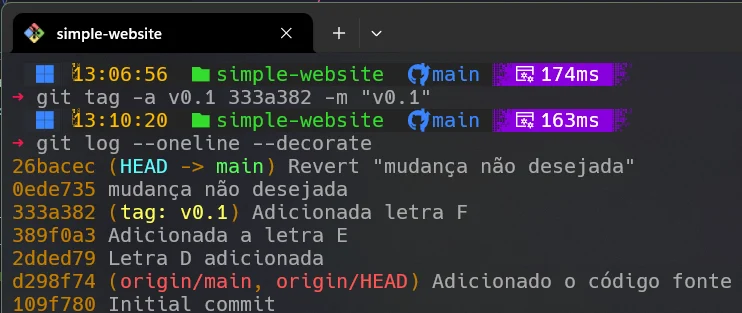 simple-website
13:06:56 simple-website main 174ms
➜ git tag -a v0.1 333a382 -m "v0.1"
13:10:20 simple-website main 163ms
➜ git log --oneline --decorate
26bacec (HEAD -> main) Revert "mudança não desejada"
0ede735 mudança não desejada
333a382 (tag: v0.1) Adicionada letra F
389f0a3 Adicionada a letra E
2dded79 Letra D adicionada
d298f74 (origin/main, origin/HEAD) Adicionado o código fonte
109f780 Initial commit